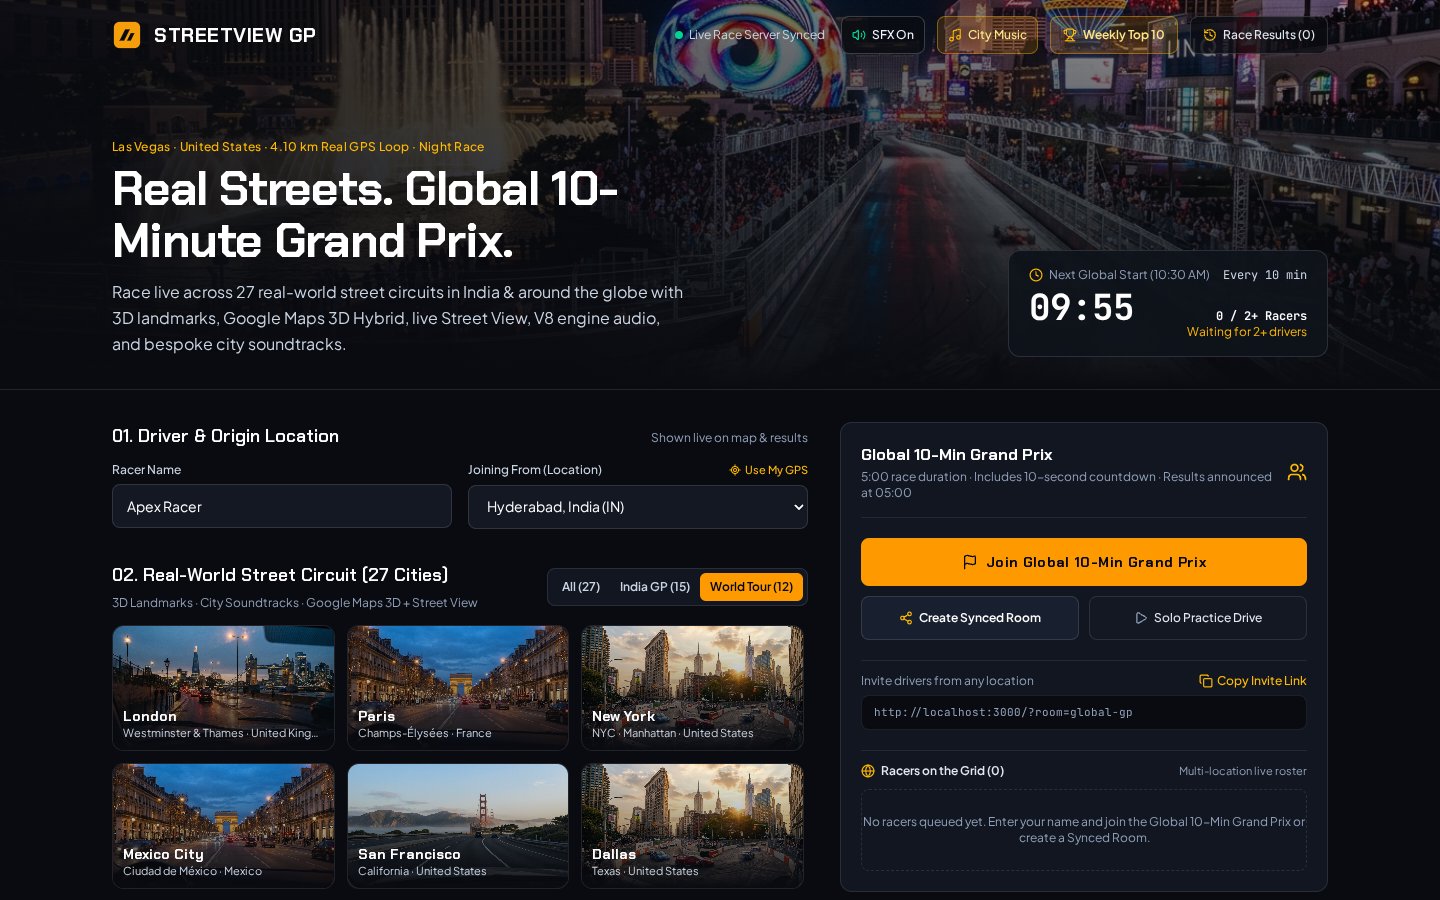 STREETVIEW GP
Live Race Server Synced
SFX On
City Music
Weekly Top 10
Race Results (0)
Las Vegas · United States · 4.10 km Real GPS Loop · Night Race
Real Streets. Global 10-
Minute Grand Prix.
Race live across 27 real-world street circuits in India & around the globe with
3D landmarks, Google Maps 3D Hybrid, live Street View, V8 engine audio,
and bespoke city soundtracks.
Next Global Start (10:30 AM)
Every 10 min
09:55
0 / 2+ Racers
Waiting for 2+ drivers
01. Driver & Origin Location
Shown live on map & results
Racer Name
Joining From (Location)
Use My GPS
Apex Racer
Hyderabad, India (IN)
02. Real-World Street Circuit (27 Cities)
3D Landmarks · City Soundtracks · Google Maps 3D + Street View
All (27)
India GP (15)
World Tour (12)
London
Westminster & Thames · United King...
Paris
Champs-Élysées · France
New York
NYC · Manhattan · United States
Mexico City
Ciudad de México · Mexico
San Francisco
California · United States
Dallas
Texas · United States
Global 10-Min Grand Prix
5:00 race duration · Includes 10-second countdown · Results announced
at 05:00
Join Global 10-Min Grand Prix
Create Synced Room
Solo Practice Drive
Invite drivers from any location
Copy Invite Link
http://localhost:3000/?room=global-gp
Racers on the Grid (0)
Multi-location live roster
No racers queued yet. Enter your name and join the Global 10-Min Grand Prix or
create a Synced Room.